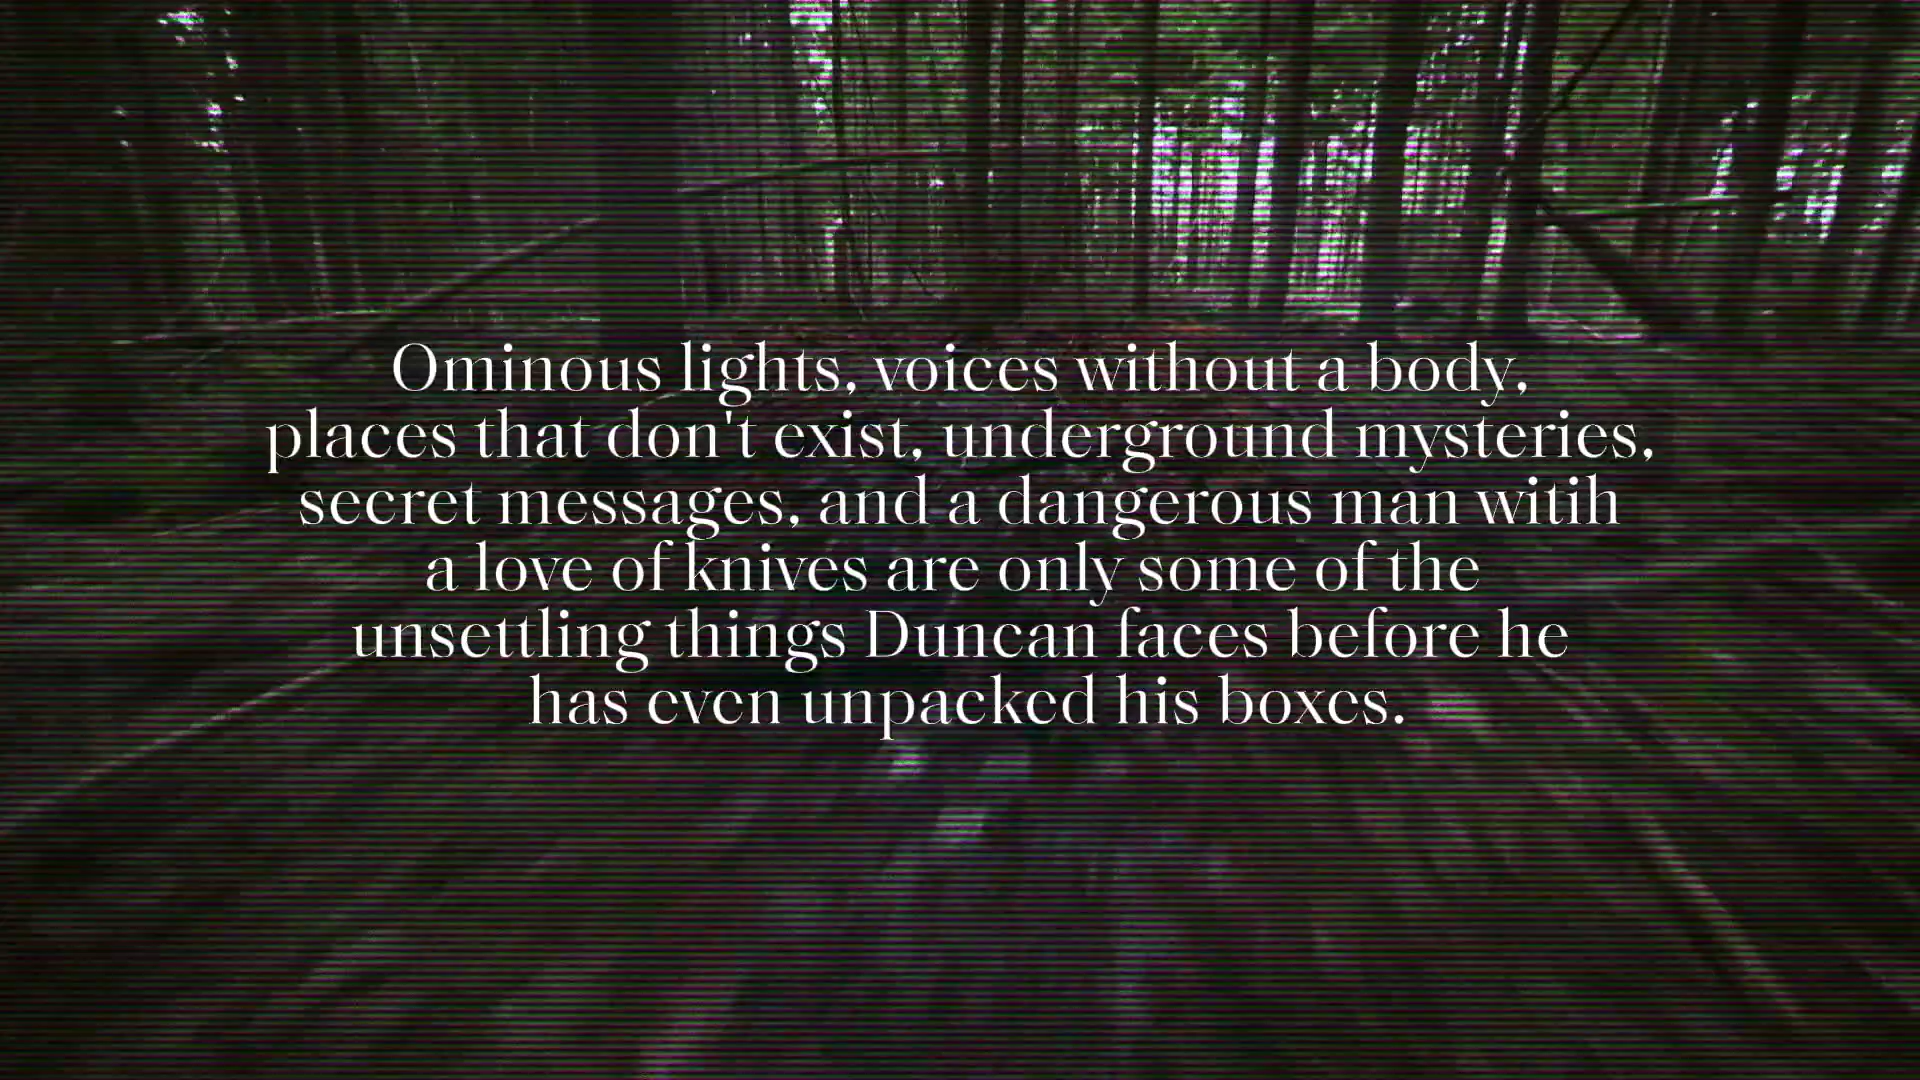 Ominous lights, voices without a body,
places that don't exist, underground mysteries,
secret messages, and a dangerous man witih
a love of knives are only some of the
unsettling things Duncan faces before he
has even unpacked his boxes.